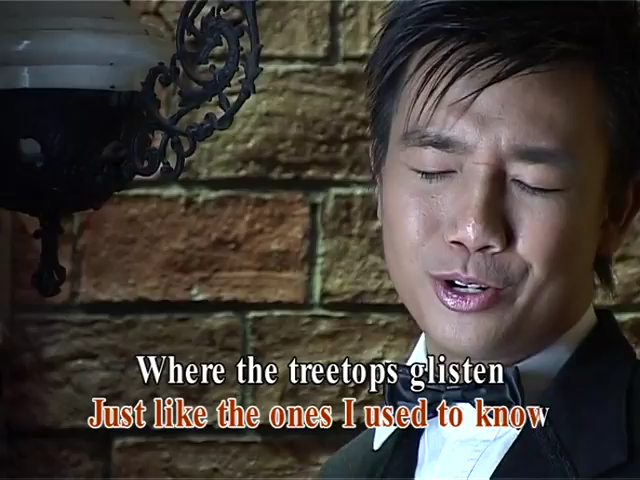 Where the treetops glisten
Just like the ones I used to know